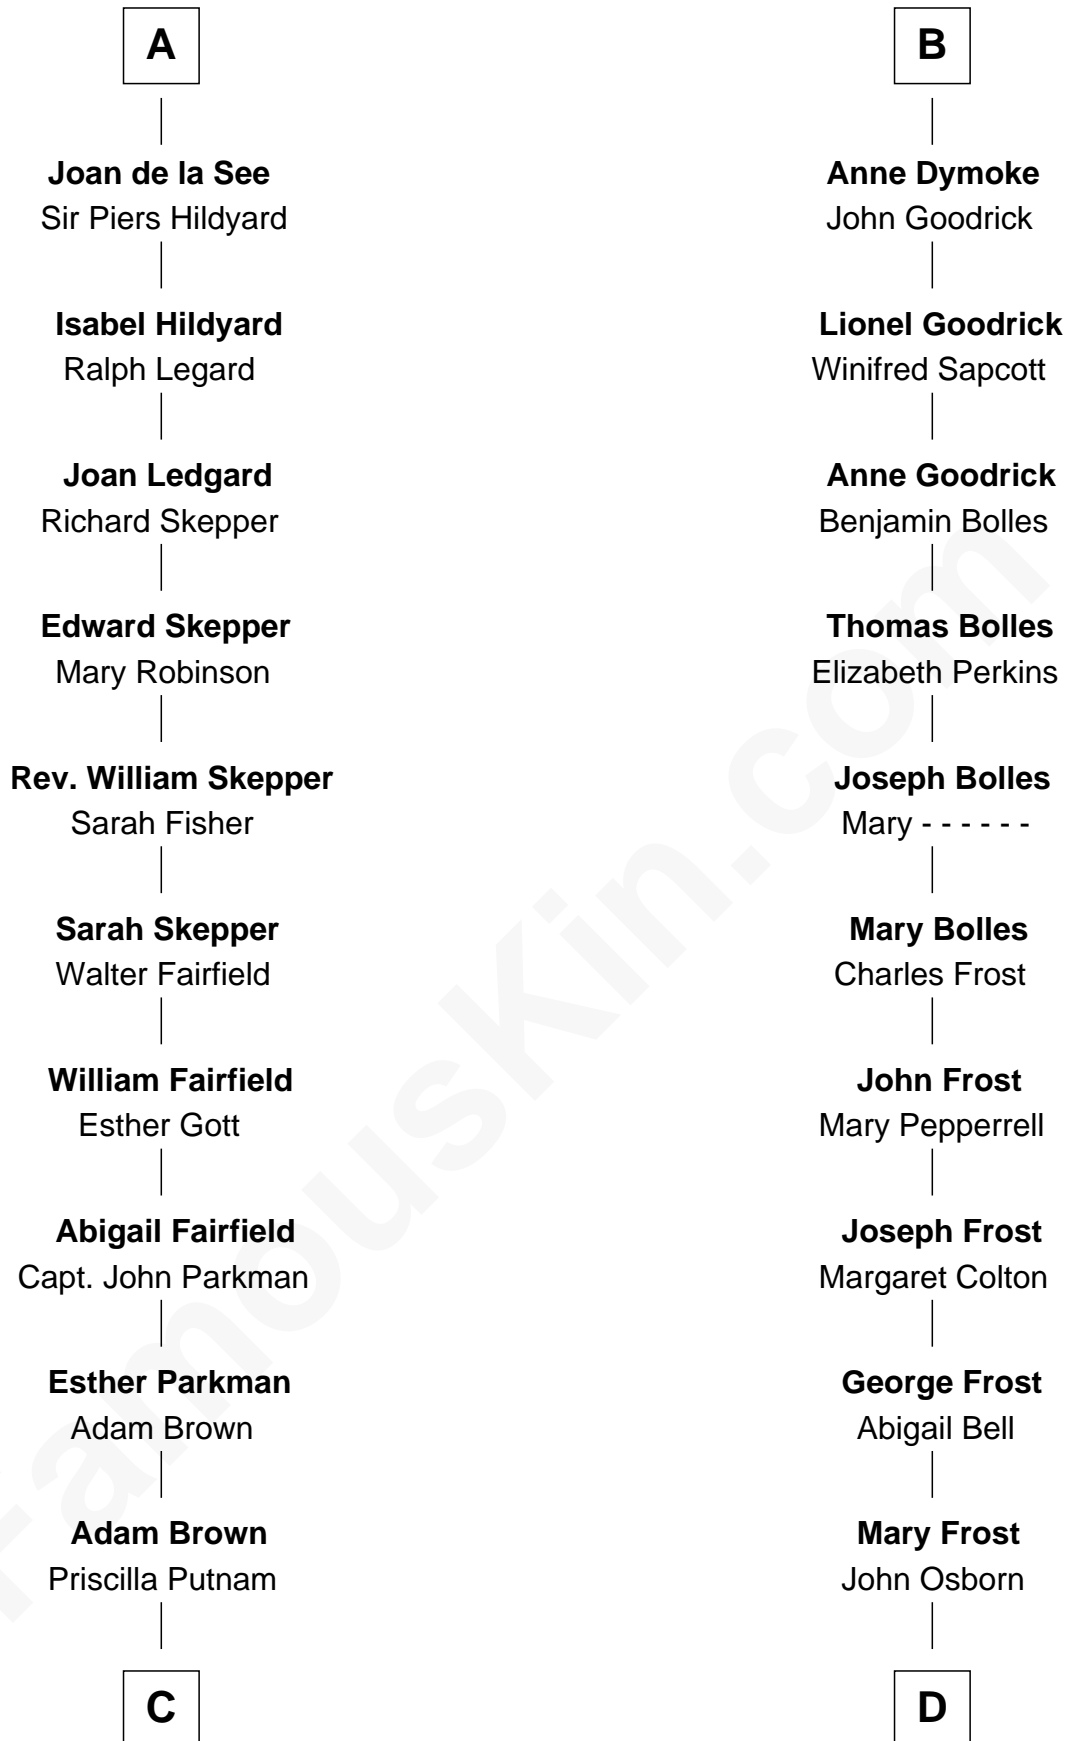 A
Joan de la See
Sir Piers Hildyard
Isabel Hildyard
Ralph Legard
Joan Ledgard
Richard Skepper
Edward Skepper
Mary Robinson
Rev. William Skepper
Sarah Fisher
Sarah Skepper
Walter Fairfield
William Fairfield
Esther Gott
Abigail Fairfield
Capt. John Parkman
Esther Parkman
Adam Brown
Adam Brown
Priscilla Putnam
C
B
Anne Dymoke
John Goodrick
Lionel Goodrick
Winifred Sapcott
Anne Goodrick
Benjamin Bolles
Thomas Bolles
Elizabeth Perkins
Joseph Bolles
Mary - - - - - -
Mary Bolles
Charles Frost
John Frost
Mary Pepperrell
Joseph Frost
Margaret Colton
George Frost
Abigail Bell
Mary Frost
John Osborn
D
FamousKin.com